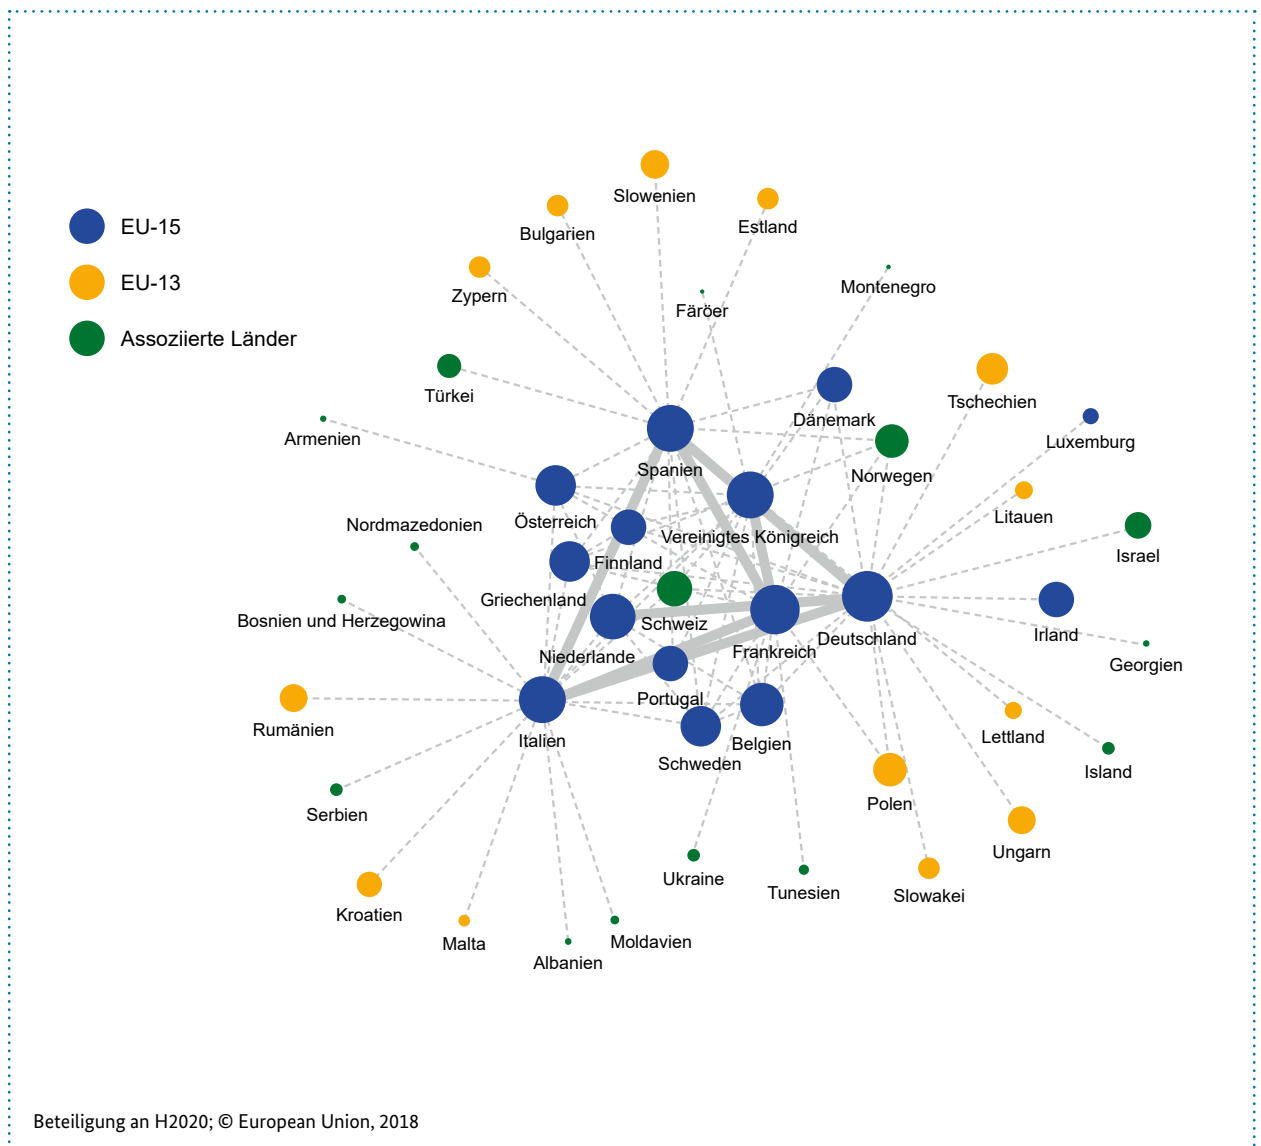 Slowenien
Estland
Bulgarien
EU-15
EU-13
Assoziierte Länder
Zypern
Färöer
Montenegro
Türkei
Tschechien
Dänemark
Armenien
Luxemburg
Spanien
Norwegen
Österreich
Litauen
Nordmazedonien
Vereinigtes Königreich
Finnland
Israel
Griechenland
Bosnien und Herzegowina
Schweiz
Irland
Deutschland
Niederlande
Frankreich
Georgien
Portugal
Rumänien
Italien
Belgien
Lettland
Schweden
Island
Serbien
Polen
Ungarn
Ukraine
Tunesien
Slowakei
Kroatien
Malta
Moldavien
Albanien
Beteiligung an H2020; © European Union, 2018